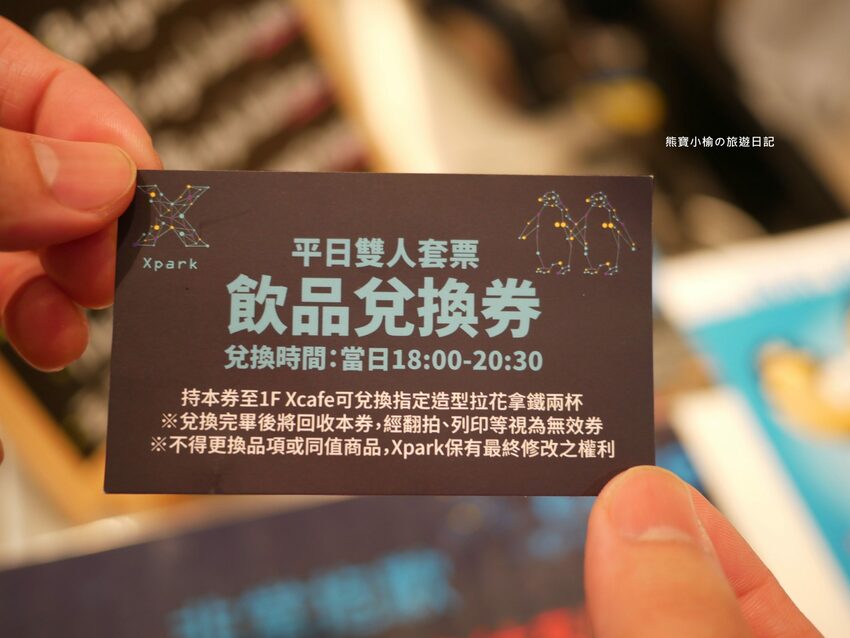 熊寶小榆の旅遊日記
Xpark
平日雙人套票
飲品兌換券
兌換時間：當日18:00-20:30
持本券至1F Xcafe可兌換指定造型拉花拿鐵兩杯
※兌換完畢後將回收本券，經翻拍、列印等視為無效券
※不得更換品項或同值商品，Xpark保有最終修改之權利